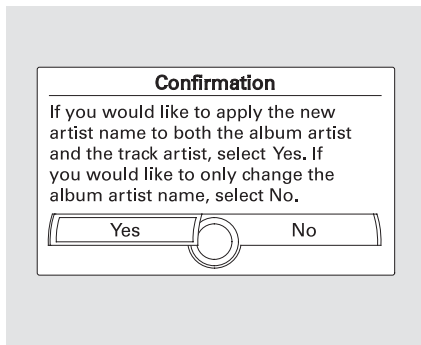 Confirmation
If you would like to apply the new
artist name to both the album artist
and the track artist, select Yes. If
you would like to only change the
album artist name, select No.
Yes No